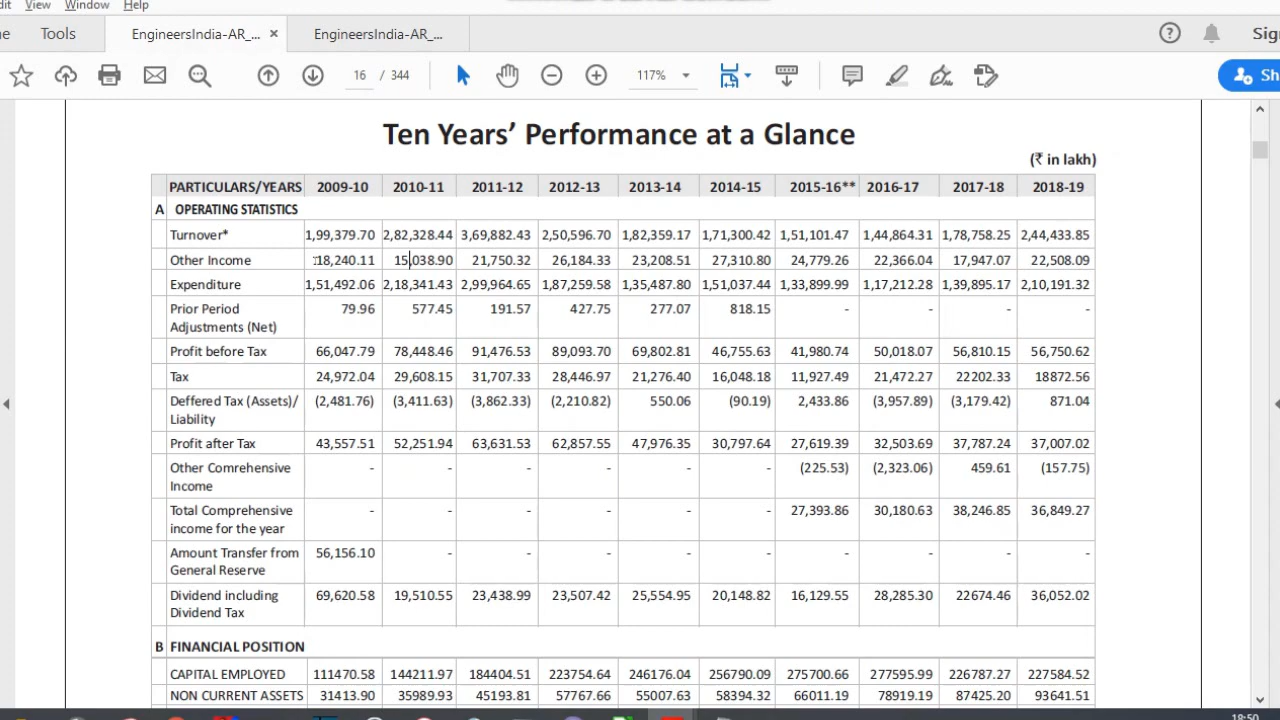 dit View Window Help
Tools EngineersIndia-AR_... × EngineersIndia-AR_... Sig
16 / 344 117% Sh
Ten Years’ Performance at a Glance
(₹ in lakh)
PARTICULARS/YEARS 2009-10 2010-11 2011-12 2012-13 2013-14 2014-15 2015-16** 2016-17 2017-18 2018-19
A OPERATING STATISTICS
Turnover* 1,99,379.70 2,82,328.44 3,69,882.43 2,50,596.70 1,82,359.17 1,71,300.42 1,51,101.47 1,44,864.31 1,78,758.25 2,44,433.85
Other Income 18,240.11 15,038.90 21,750.32 26,184.33 23,208.51 27,310.80 24,779.26 22,366.04 17,947.07 22,508.09
Expenditure 1,51,492.06 2,18,341.43 2,99,964.65 1,87,259.58 1,35,487.80 1,51,037.44 1,33,899.99 1,17,212.28 1,39,895.17 2,10,191.32
Prior Period 79.96 577.45 191.57 427.75 277.07 818.15 - - - -
Adjustments (Net)
Profit before Tax 66,047.79 78,448.46 91,476.53 89,093.70 69,802.81 46,755.63 41,980.74 50,018.07 56,810.15 56,750.62
Tax 24,972.04 29,608.15 31,707.33 28,446.97 21,276.40 16,048.18 11,927.49 21,472.27 22202.33 18872.56
Deffered Tax (Assets)/ (2,481.76) (3,411.63) (3,862.33) (2,210.82) 550.06 (90.19) 2,433.86 (3,957.89) (3,179.42) 871.04
Liability
Profit after Tax 43,557.51 52,251.94 63,631.53 62,857.55 47,976.35 30,797.64 27,619.39 32,503.69 37,787.24 37,007.02
Other Comrehensive - - - - - - (225.53) (2,323.06) 459.61 (157.75)
Income
Total Comprehensive - - - - - - 27,393.86 30,180.63 38,246.85 36,849.27
income for the year
Amount Transfer from 56,156.10 - - - - - - - - -
General Reserve
Dividend including 69,620.58 19,510.55 23,438.99 23,507.42 25,554.95 20,148.82 16,129.55 28,285.30 22674.46 36,052.02
Dividend Tax
B FINANCIAL POSITION
CAPITAL EMPLOYED 111470.58 144211.97 184404.51 223754.64 246176.04 256790.09 275700.66 277595.99 226787.27 227584.52
NON CURRENT ASSETS 31413.90 35989.93 45193.81 57767.66 55007.63 58394.32 66011.19 78919.19 87425.20 93641.51
18:50